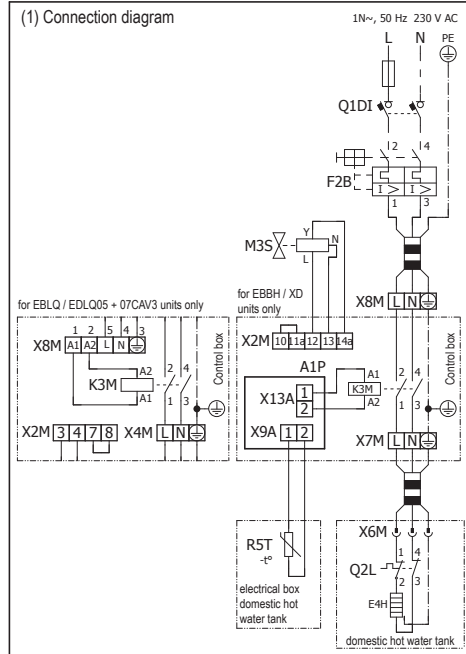 (1) Connection diagram
1N~, 50 Hz 230 V AC
L N PE
Q1DI
2 4
F2B
I > I >
1 3
M3S
Y
N
L
for EBLQ / EDLQ05 + 07CAV3 units only
for EBBH / XD
units only
X8M L N
1 2 5 4 3
X8M A1 A2 L N
X2M 10 11a 12 13 14a
Control box
Control box
A2
K3M
A1
2 4
1 3
A1P
X13A 1
2
A1
K3M
A2
2 4
1 3
X2M 3 4 7 8
X4M L N
X9A 1 2
X7M L N
X6M
R5T
-t°
electrical box
domestic hot
water tank
1 4
Q2L
2 3
E4H
domestic hot water tank